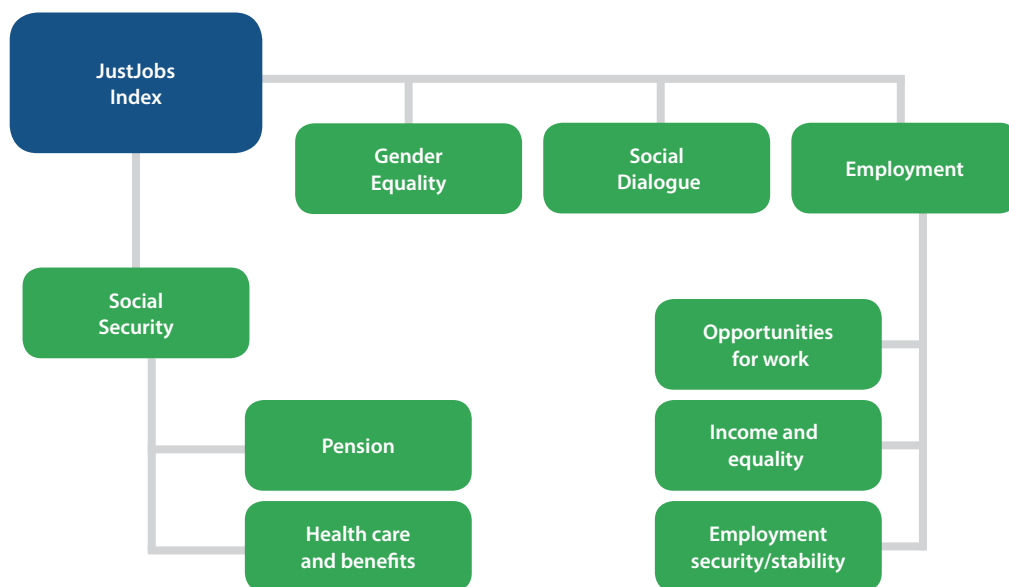 JustJobs
Index
Gender
Equality
Social
Dialogue
Employment
Social
Security
Opportunities
for work
Pension
Income and
equality
Health care
and benefits
Employment
security/stability